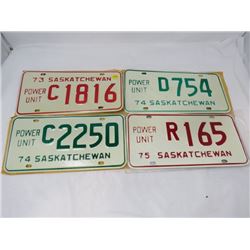 73 SASKATCHEWAN
POWER UNIT C1816
POWER UNIT D754
74 SASKATCHEWAN
POWER UNIT C2250
74 SASKATCHEWAN
POWER UNIT R165
75 SASKATCHEWAN